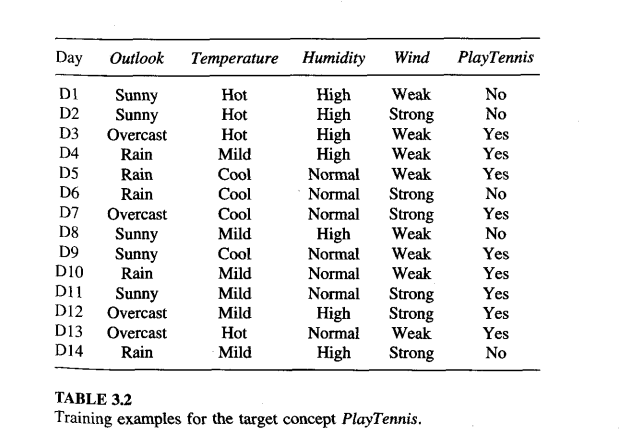 Day Outlook Temperature Humidity Wind PlayTennis
D1 Sunny Hot High Weak No
D2 Sunny Hot High Strong No
D3 Overcast Hot High Weak Yes
D4 Rain Mild High Weak Yes
D5 Rain Cool Normal Weak Yes
D6 Rain Cool Normal Strong No
D7 Overcast Cool Normal Strong Yes
D8 Sunny Mild High Weak No
D9 Sunny Cool Normal Weak Yes
D10 Rain Mild Normal Weak Yes
D11 Sunny Mild Normal Strong Yes
D12 Overcast Mild High Strong Yes
D13 Overcast Hot Normal Weak Yes
D14 Rain Mild High Strong No
TABLE 3.2
Training examples for the target concept PlayTennis.